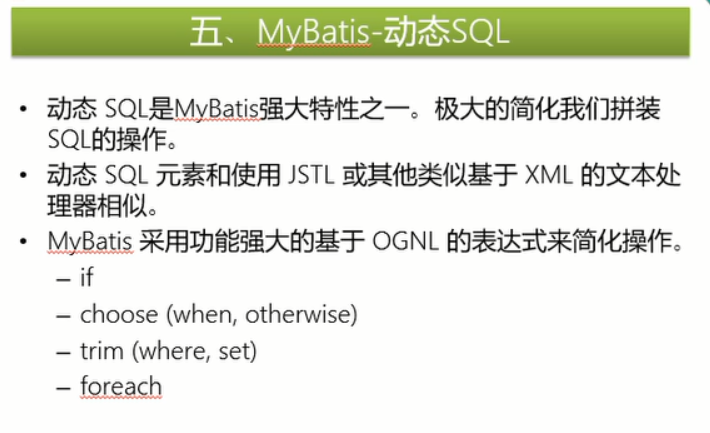 五、MyBatis-动态SQL
• 动态 SQL是MyBatis强大特性之一。极大的简化我们拼装
SQL的操作。
• 动态 SQL 元素和使用 JSTL 或其他类似基于 XML 的文本处
理器相似。
• MyBatis 采用功能强大的基于 OGNL 的表达式来简化操作。
– if
– choose (when, otherwise)
– trim (where, set)
– foreach